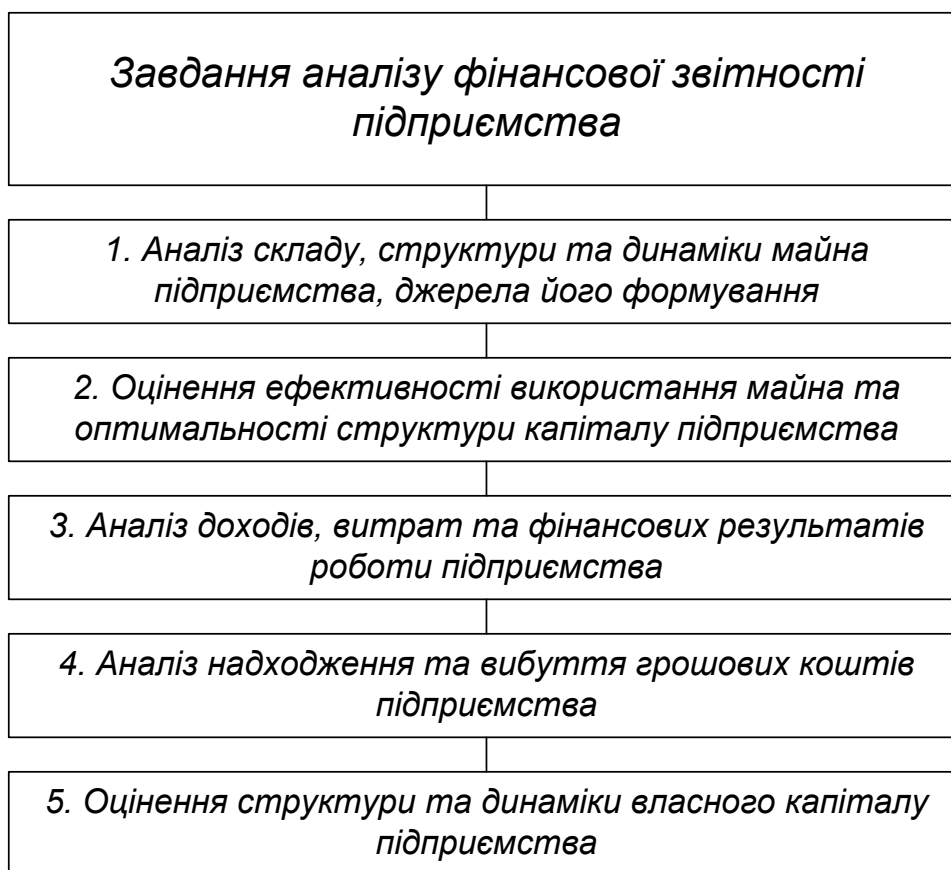 Завдання аналізу фінансової звітності
підприємства
1. Аналіз складу, структури та динаміки майна
підприємства, джерела його формування
2. Оцінення ефективності використання майна та
оптимальності структури капіталу підприємства
3. Аналіз доходів, витрат та фінансових результатів
роботи підприємства
4. Аналіз надходження та вибуття грошових коштів
підприємства
5. Оцінення структури та динаміки власного капіталу
підприємства